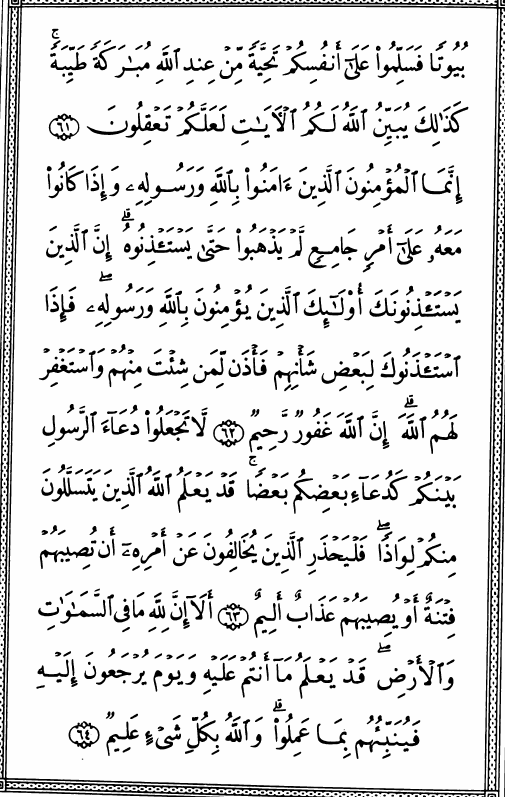 بُيُوتًا فَسَلِّمُوا۟ عَلَىٰٓ أَنفُسِكُمْ تَحِيَّةً مِّنْ عِندِ ٱللَّهِ مُبَٰرَكَةً طَيِّبَةً ۚ
كَذَٰلِكَ يُبَيِّنُ ٱللَّهُ لَكُمُ ٱلْءَايَٰتِ لَعَلَّكُمْ تَعْقِلُونَ ٦١
إِنَّمَا ٱلْمُؤْمِنُونَ ٱلَّذِينَ ءَامَنُوا۟ بِٱللَّهِ وَرَسُولِهِۦ وَإِذَا كَانُوا۟
مَعَهُۥ عَلَىٰٓ أَمْرٍ جَامِعٍ لَّمْ يَذْهَبُوا۟ حَتَّىٰ يَسْتَـْٔذِنُوهُ ۚ إِنَّ ٱلَّذِينَ
يَسْتَـْٔذِنُونَكَ أُو۟لَٰٓئِكَ ٱلَّذِينَ يُؤْمِنُونَ بِٱللَّهِ وَرَسُولِهِۦ ۖ فَإِذَا
ٱسْتَـْٔذَنُوكَ لِبَعْضِ شَأْنِهِمْ فَأْذَن لِّمَن شِئْتَ مِنْهُمْ وَٱسْتَغْفِرْ
لَهُمُ ٱللَّهَ ۗ إِنَّ ٱللَّهَ غَفُورٌ رَّحِيمٌ ٦٢ لَّا تَجْعَلُوا۟ دُعَآءَ ٱلرَّسُولِ
بَيْنَكُمْ كَدُعَآءِ بَعْضِكُم بَعْضًا ۚ قَدْ يَعْلَمُ ٱللَّهُ ٱلَّذِينَ يَتَسَلَّلُونَ
مِنكُمْ لِوَاذًا ۖ فَلْيَحْذَرِ ٱلَّذِينَ يُخَالِفُونَ عَنْ أَمْرِهِۦٓ أَن تُصِيبَهُمْ
فِتْنَةٌ أَوْ يُصِيبَهُمْ عَذَابٌ أَلِيمٌ ٦٣ أَلَآ إِنَّ لِلَّهِ مَا فِى ٱلسَّمَٰوَٰتِ
وَٱلْأَرْضِ ۖ قَدْ يَعْلَمُ مَآ أَنتُمْ عَلَيْهِ وَيَوْمَ يُرْجَعُونَ إِلَيْهِ
فَيُنَبِّئُهُم بِمَا عَمِلُوا۟ ۗ وَٱللَّهُ بِكُلِّ شَىْءٍ عَلِيمٌۢ ٦٤